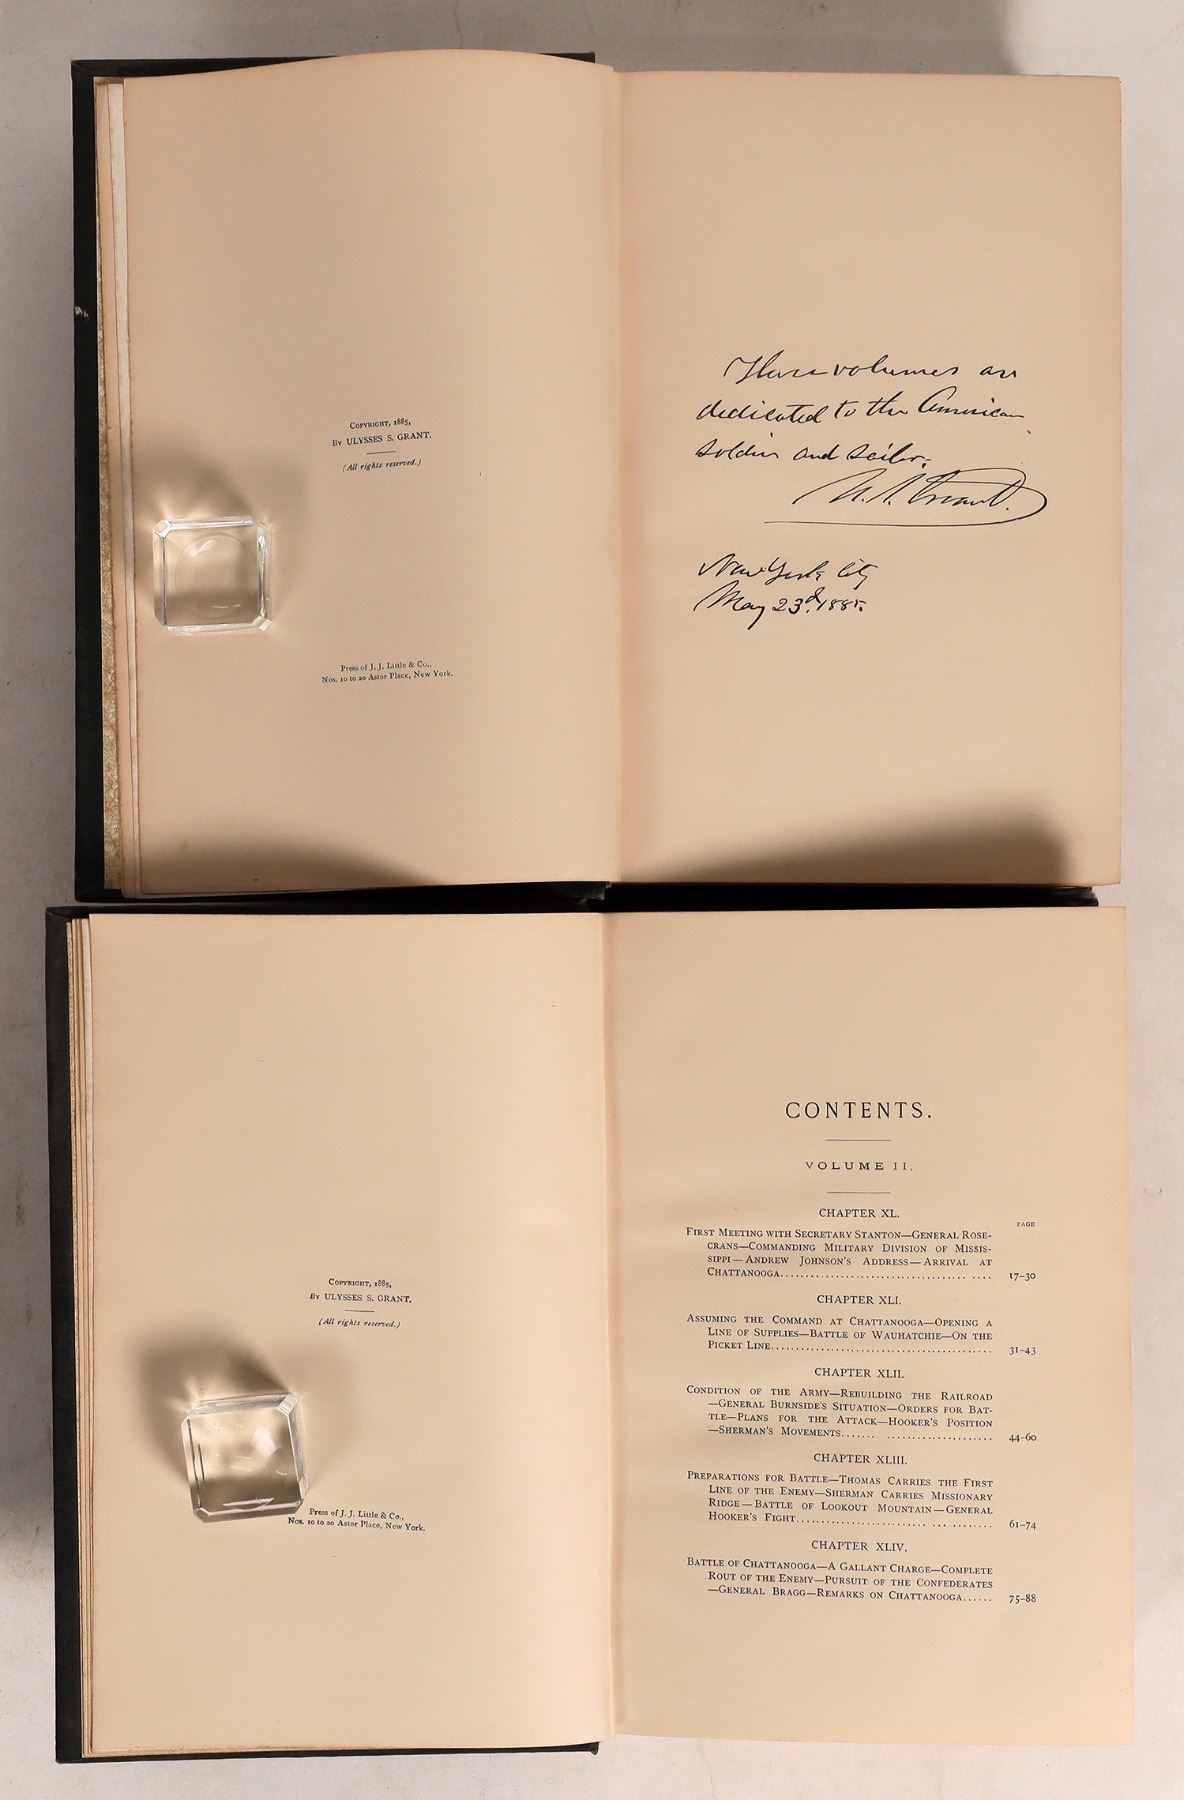 COPYRIGHT, 1885,
BY ULYSSES S. GRANT.
(All rights reserved.)
Press of J. J. Little & Co.,
Nos. 10 to 20 Astor Place, New York.
These volumes are
dedicated to the American
soldier and sailor.
U. S. Grant.
New York City
May 23d. 1885.
COPYRIGHT, 1885,
BY ULYSSES S. GRANT.
(All rights reserved.)
Press of J. J. Little & Co.,
Nos. 10 to 20 Astor Place, New York.
CONTENTS.
VOLUME II.
CHAPTER XL.
PAGE
FIRST MEETING WITH SECRETARY STANTON—GENERAL ROSE-
CRANS—COMMANDING MILITARY DIVISION OF MISSIS-
SIPPI—ANDREW JOHNSON'S ADDRESS—ARRIVAL AT
CHATTANOOGA........................................ 17-30
CHAPTER XLI.
ASSUMING THE COMMAND AT CHATTANOOGA—OPENING A
LINE OF SUPPLIES—BATTLE OF WAUHATCHIE—ON THE
PICKET LINE.......................................... 31-43
CHAPTER XLII.
CONDITION OF THE ARMY—REBUILDING THE RAILROAD
—GENERAL BURNSIDE'S SITUATION—ORDERS FOR BAT-
TLE—PLANS FOR THE ATTACK—HOOKER'S POSITION
—SHERMAN'S MOVEMENTS....... ...................... 44-60
CHAPTER XLIII.
PREPARATIONS FOR BATTLE—THOMAS CARRIES THE FIRST
LINE OF THE ENEMY—SHERMAN CARRIES MISSIONARY
RIDGE—BATTLE OF LOOKOUT MOUNTAIN—GENERAL
HOOKER'S FIGHT......................... ... ........ 61-74
CHAPTER XLIV.
BATTLE OF CHATTANOOGA—A GALLANT CHARGE—COMPLETE
ROUT OF THE ENEMY—PURSUIT OF THE CONFEDERATES
—GENERAL BRAGG—REMARKS ON CHATTANOOGA...... 75-88